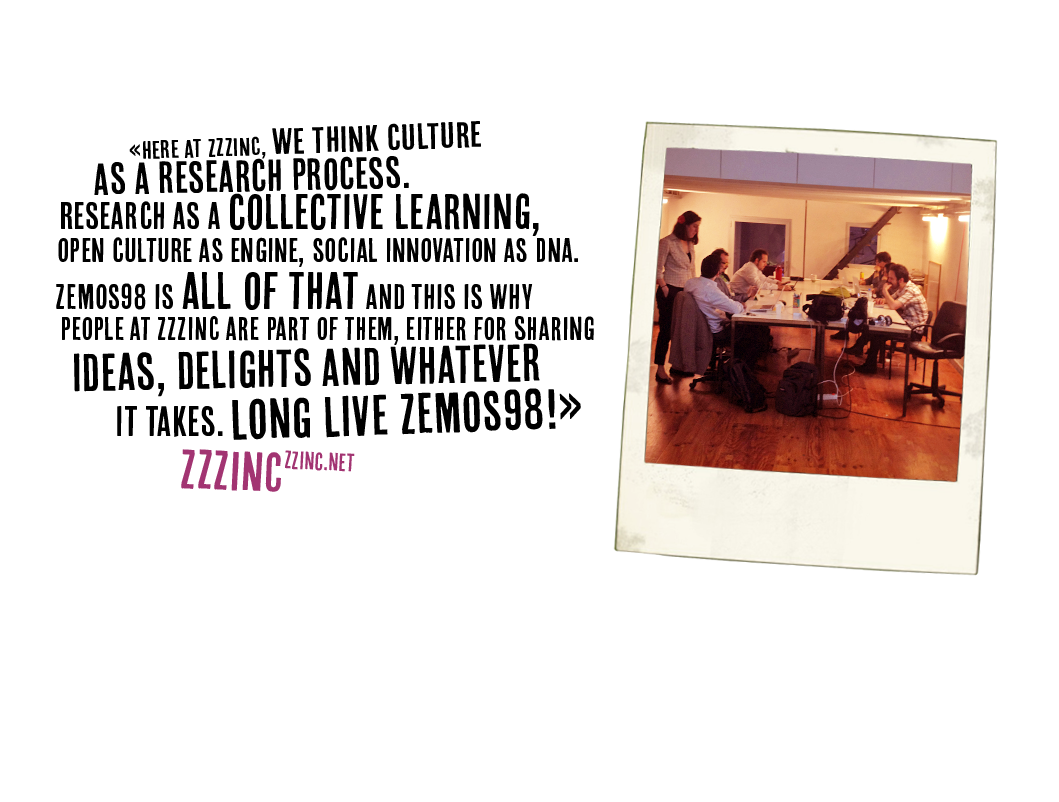 «HERE AT ZZZINC, WE THINK CULTURE
AS A RESEARCH PROCESS.
RESEARCH AS A COLLECTIVE LEARNING,
OPEN CULTURE AS ENGINE, SOCIAL INNOVATION AS DNA.
ZEMOS98 IS ALL OF THAT AND THIS IS WHY
PEOPLE AT ZZZINC ARE PART OF THEM, EITHER FOR SHARING
IDEAS, DELIGHTS AND WHATEVER
IT TAKES. LONG LIVE ZEMOS98!»
ZZZINC ZZINC.NET